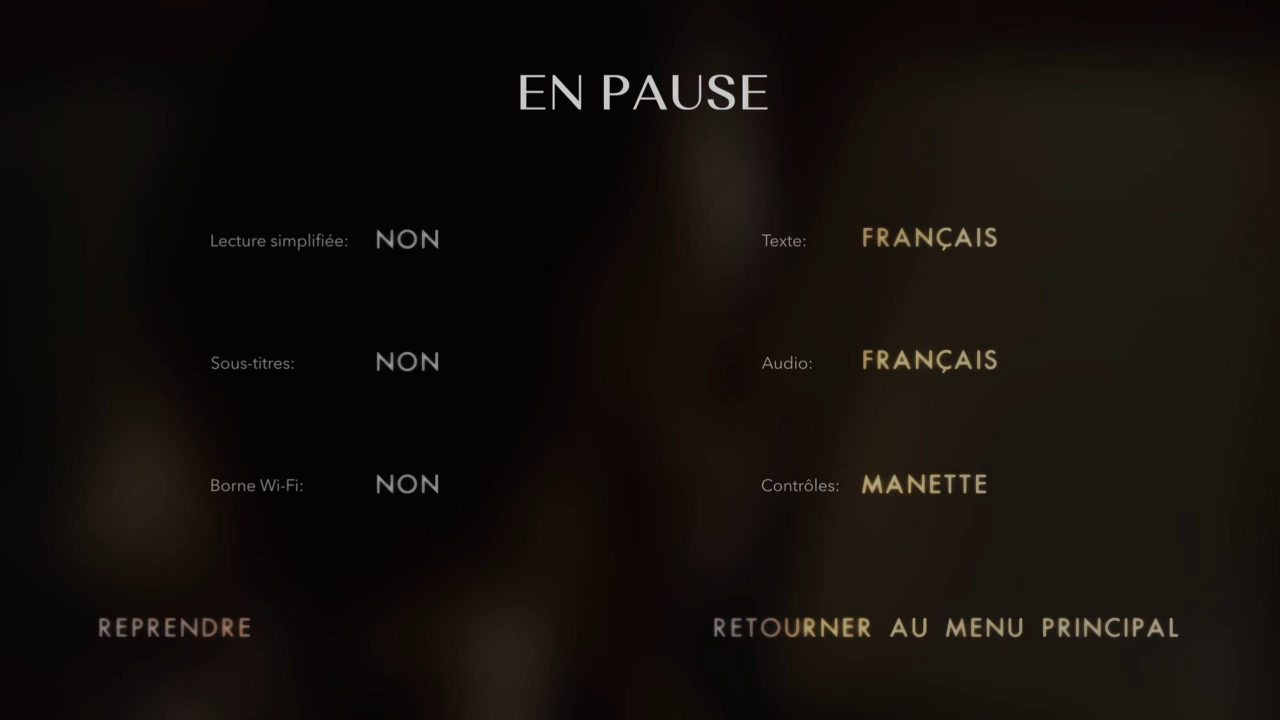 EN PAUSE
Lecture simplifiée: NON
Texte: FRANÇAIS
Sous-titres: NON
Audio: FRANÇAIS
Borne Wi-Fi: NON
Contrôles: MANETTE
REPRENDRE
RETOURNER AU MENU PRINCIPAL